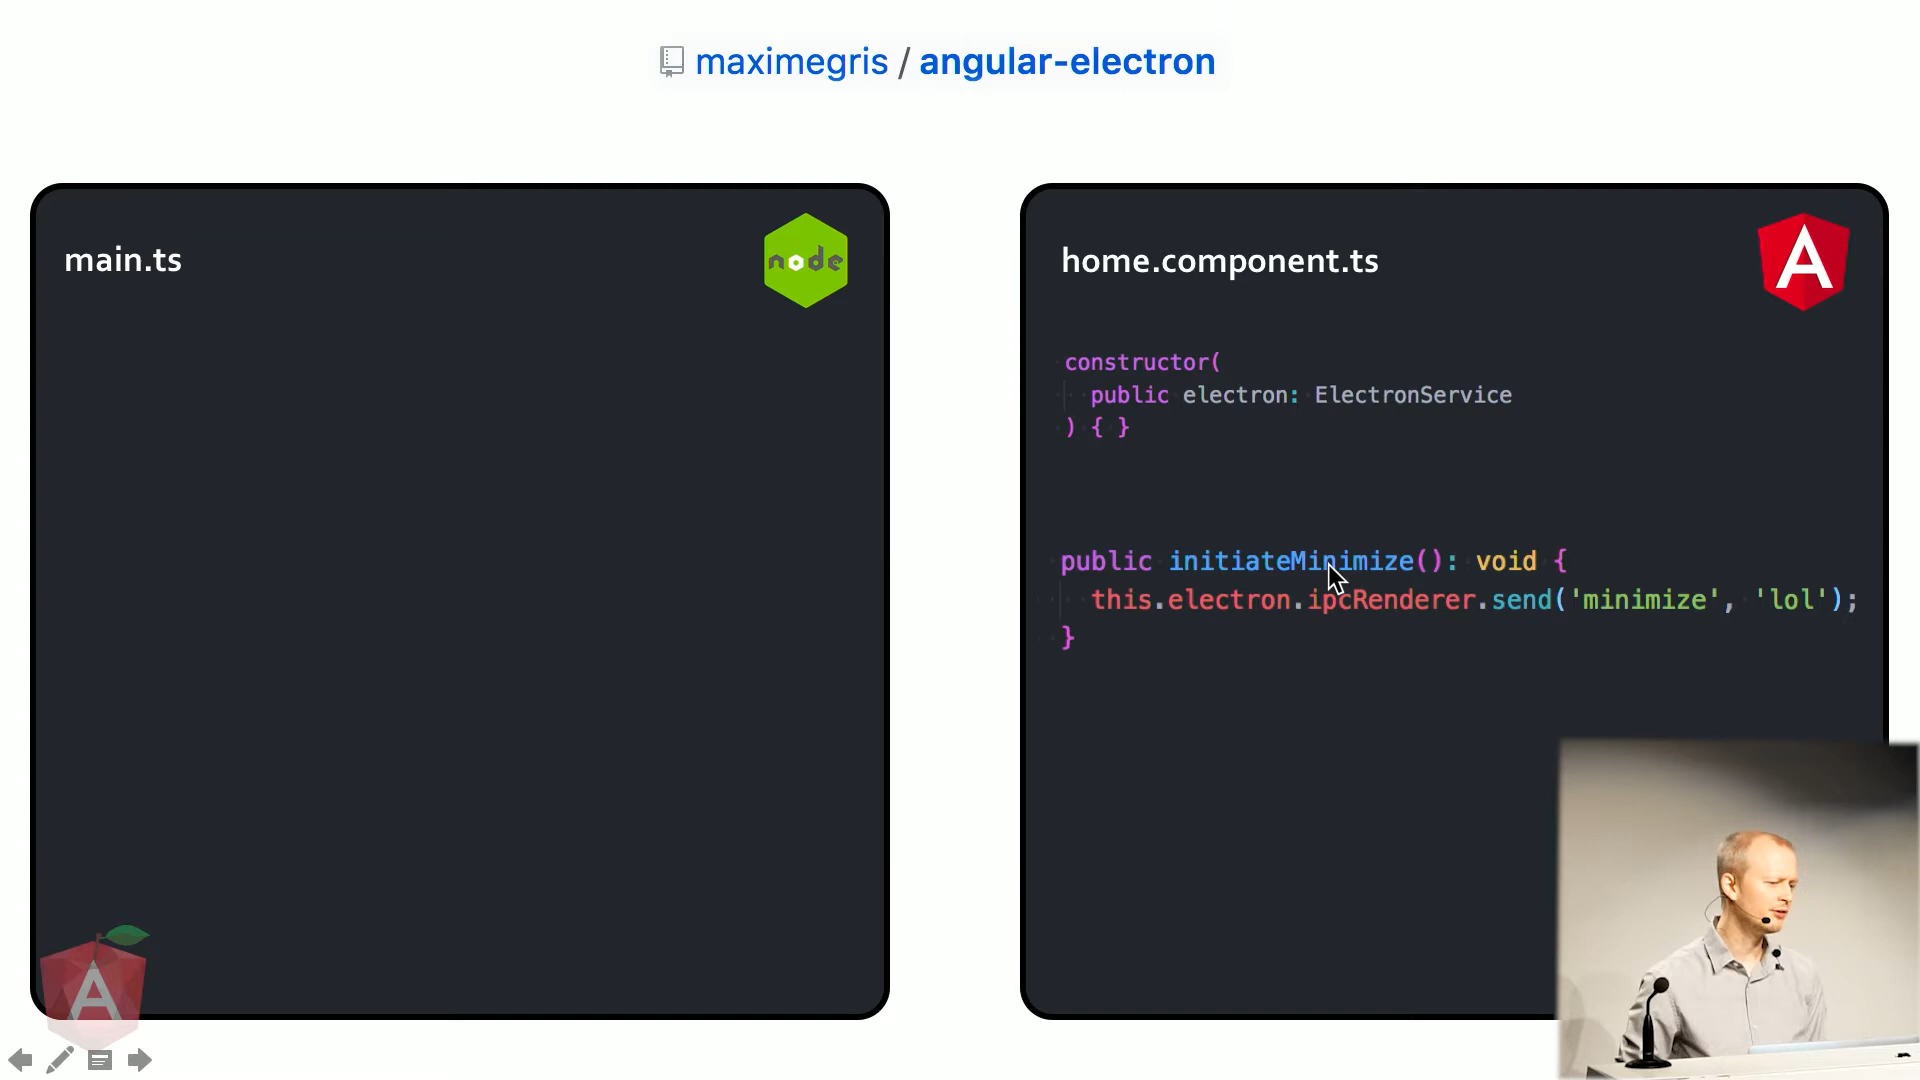 maximegris / angular-electron
main.ts
node
home.component.ts
A
constructor(
public electron: ElectronService
) { }
public initiateMinimize(): void {
this.electron.ipcRenderer.send('minimize', 'lol');
}
A